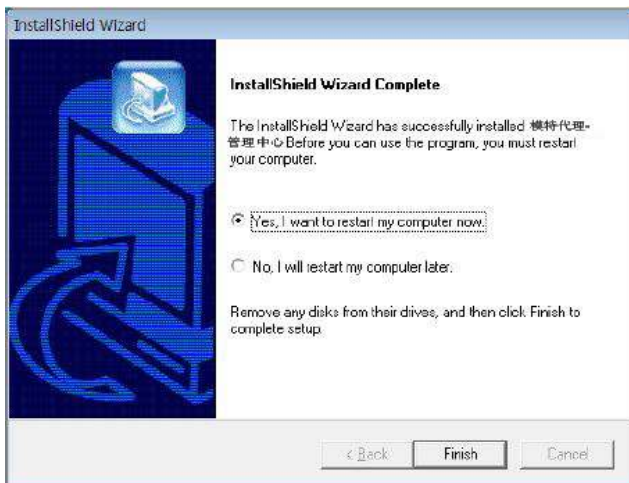 InstallShield Wizard
InstallShield Wizard Complete
The InstallShield Wizard has successfully installed 模特代理-
管理中心 Before you can use the program, you must restart
your computer.
Yes, I want to restart my computer now.
No, I will restart my computer later.
Remove any disks from their drives, and then click Finish to
complete setup.
< Back
Finish
Cancel